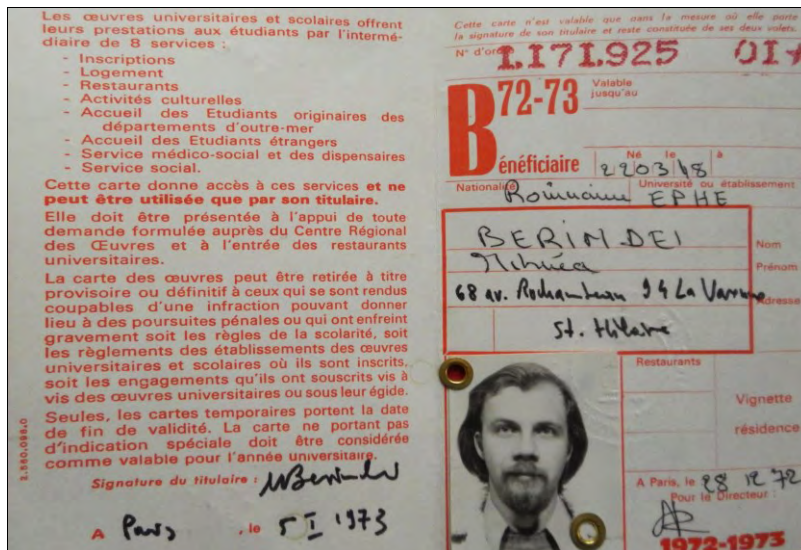 Les œuvres universitaires et scolaires offrent
leurs prestations aux étudiants par l'intermé-
diaire de 8 services :
- Inscriptions
- Logement
- Restaurants
- Activités culturelles
- Accueil des Etudiants originaires des
départements d'outre-mer
- Accueil des Etudiants étrangers
- Service médico-social et des dispensaires
- Service social.
Cette carte donne accès à ces services et ne
peut être utilisée que par son titulaire.
Elle doit être présentée à l'appui de toute
demande formulée auprès du Centre Régional
des Œuvres et à l'entrée des restaurants
universitaires.
La carte des œuvres peut être retirée à titre
provisoire ou définitif à ceux qui se sont rendus
coupables d'une infraction pouvant donner
lieu à des poursuites pénales ou qui ont enfreint
gravement soit les règles de la scolarité, soit
les règlements des établissements des œuvres
universitaires et scolaires où ils sont inscrits,
soit les engagements qu'ils ont souscrits vis à
vis des œuvres universitaires ou sous leur égide.
Seules, les cartes temporaires portent la date
de fin de validité. La carte ne portant pas
d'indication spéciale doit être considérée
comme valable pour l'année universitaire.
Signature du titulaire :
A Paris , le 5 I 1973
2.560.098.0
Cette carte n'est valable que dans la mesure où elle porte
la signature de son titulaire et reste constituée de ses deux volets.
N° d'ordre 1.171.925 01
B 72-73 Valable
jusqu'au
Bénéficiaire Né le à
220348
Nationalité Université ou établissement
Roumaine EPHE
BERINDEI Nom
Mihnéa Prénom
68 av. Rochambeau 94 La Varenne Adresse
St. Hilaire
Restaurants
Vignette
résidence
A Paris, le 28 12 72
Pour le Directeur :
1972-1973